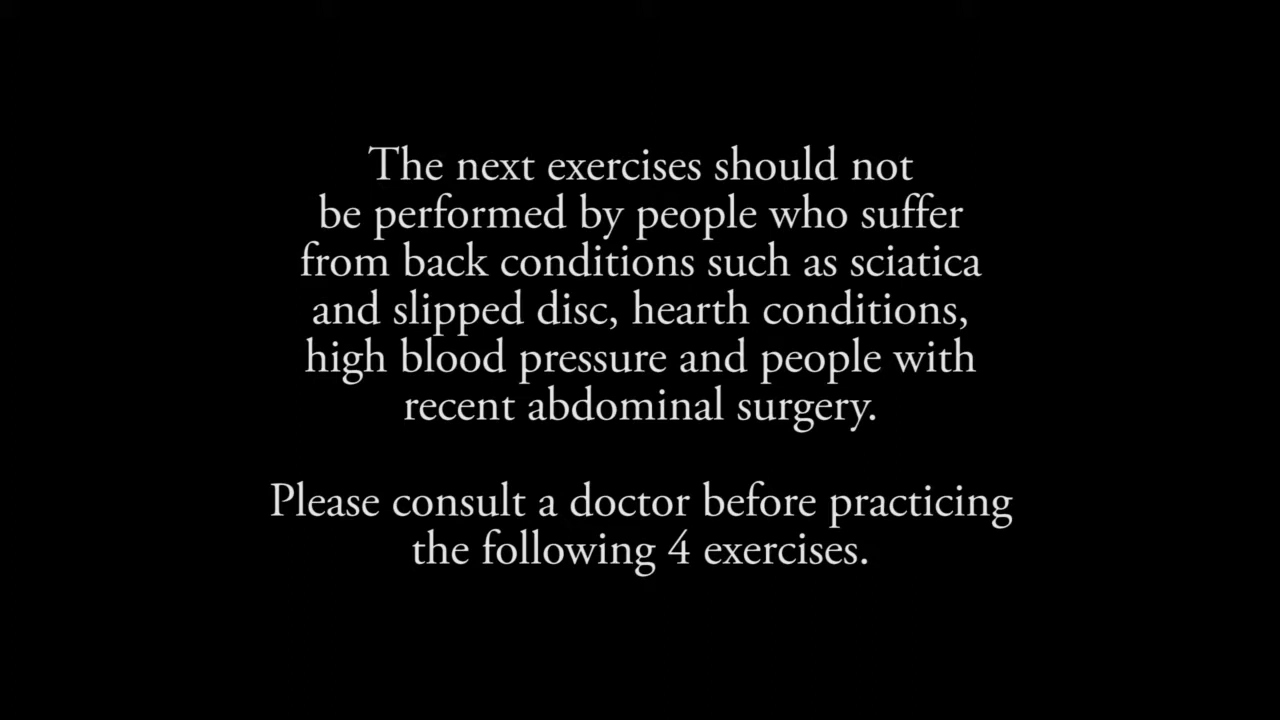 The next exercises should not
be performed by people who suffer
from back conditions such as sciatica
and slipped disc, hearth conditions,
high blood pressure and people with
recent abdominal surgery.
Please consult a doctor before practicing
the following 4 exercises.